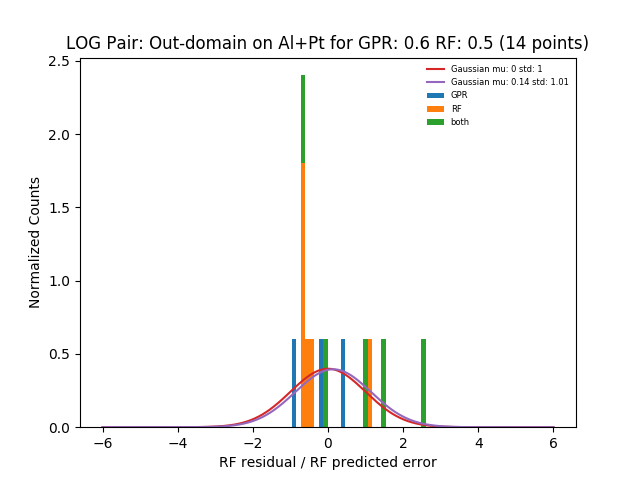 LOG Pair: Out-domain on Al+Pt for GPR: 0.6 RF: 0.5 (14 points)
Gaussian mu: 0 std: 1
Gaussian mu: 0.14 std: 1.01
GPR
RF
both
Normalized Counts
2.5
2.0
1.5
1.0
0.5
0.0
−6 −4 −2 0 2 4 6
RF residual / RF predicted error